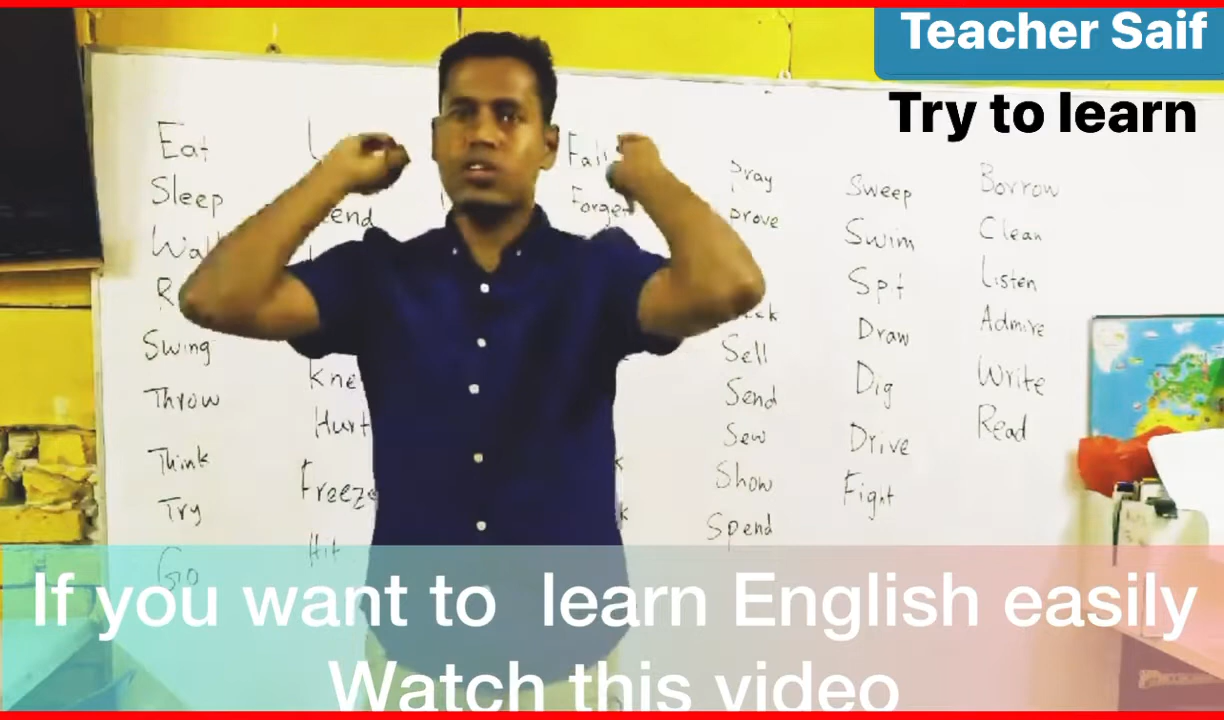 Teacher Saif
Try to learn
Eat
Sleep
Swing
Throw
Think
Try
Go
Hurt
Freeze
Hit
Forget
Pray
Prove
Sell
Send
Sew
Show
Spend
Sweep
Swim
Spit
Draw
Dig
Drive
Fight
Borrow
Clean
Listen
Admire
Write
Read
If you want to learn English easily
Watch this video